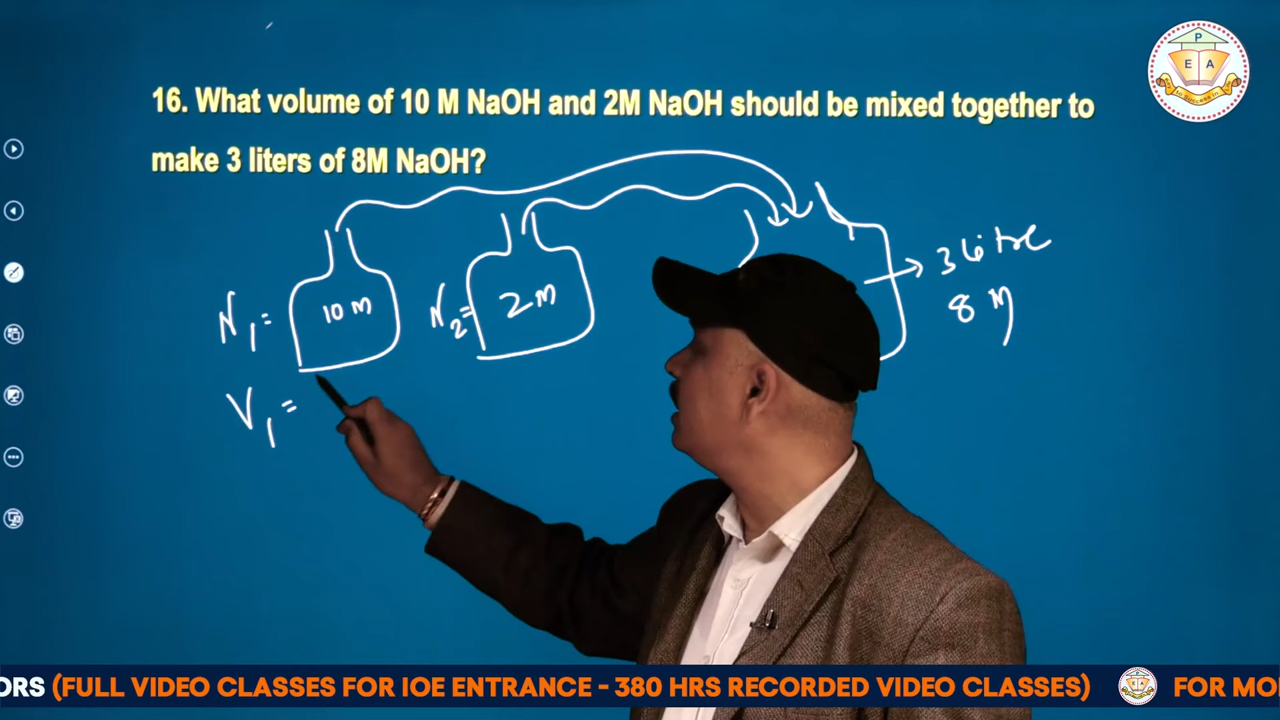 P
E A
16. What volume of 10 M NaOH and 2M NaOH should be mixed together to
make 3 liters of 8M NaOH?
3 litre
8 M
N1= 10 M N2= 2 M
V1=
ORS (FULL VIDEO CLASSES FOR IOE ENTRANCE - 380 HRS RECORDED VIDEO CLASSES) FOR MO